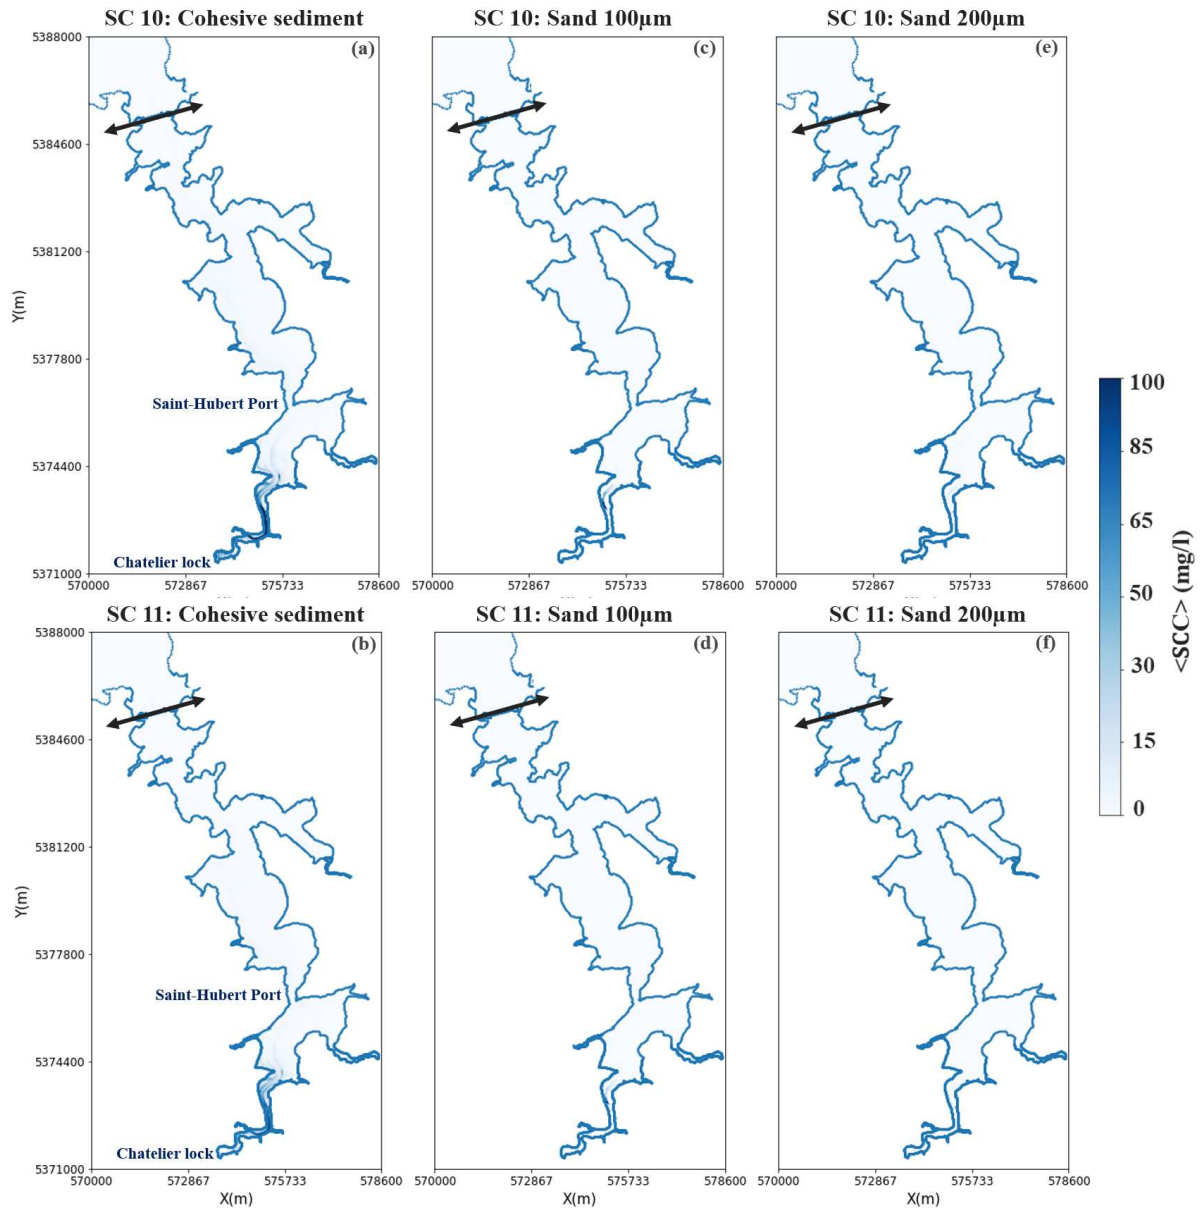 SC 10: Cohesive sediment
SC 10: Sand 100µm
SC 10: Sand 200µm
(a)
(c)
(e)
5388000
5384600
5381200
5377800
5374400
5371000
Y(m)
Saint-Hubert Port
Chatelier lock
570000 572867 575733 578600
570000 572867 575733 578600
570000 572867 575733 578600
SC 11: Cohesive sediment
SC 11: Sand 100µm
SC 11: Sand 200µm
(b)
(d)
(f)
5388000
5384600
5381200
5377800
5374400
5371000
Y(m)
Saint-Hubert Port
Chatelier lock
570000 572867 575733 578600
570000 572867 575733 578600
570000 572867 575733 578600
X(m)
X(m)
X(m)
100
85
65
50
30
15
0
<SCC> (mg/l)